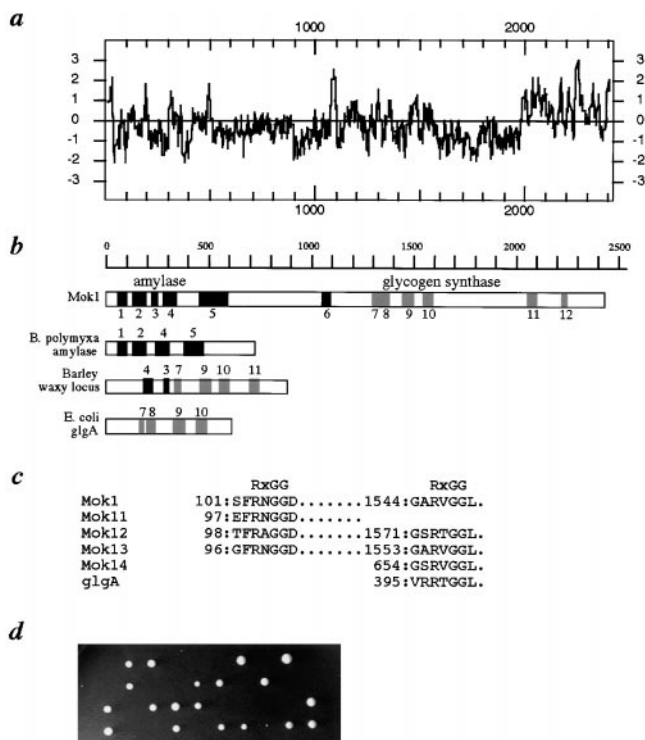 a
1000 2000
3 3
2 2
1 1
0 0
-1 -1
-2 -2
-3 -3
1000 2000
b
0 500 1000 1500 2000 2500
amylase glycogen synthase
Mok1
1 2 3 4 5 6 7 8 9 10 11 12
1 2 4 5
B. polymyxa
amylase
4 3 7 9 10 11
Barley
waxy locus
7 8 9 10
E. coli
glgA
c
RxGG RxGG
Mok1 101:SFRNGGD.......1544:GARVGGL.
Mok11 97:EFRNGGD.......
Mok12 98:TFRAGGD.......1571:GSRTGGL.
Mok13 96:GFRNGGD.......1553:GARVGGL.
Mok14 654:GSRVGGL.
glgA 395:VRRTGGL.
d